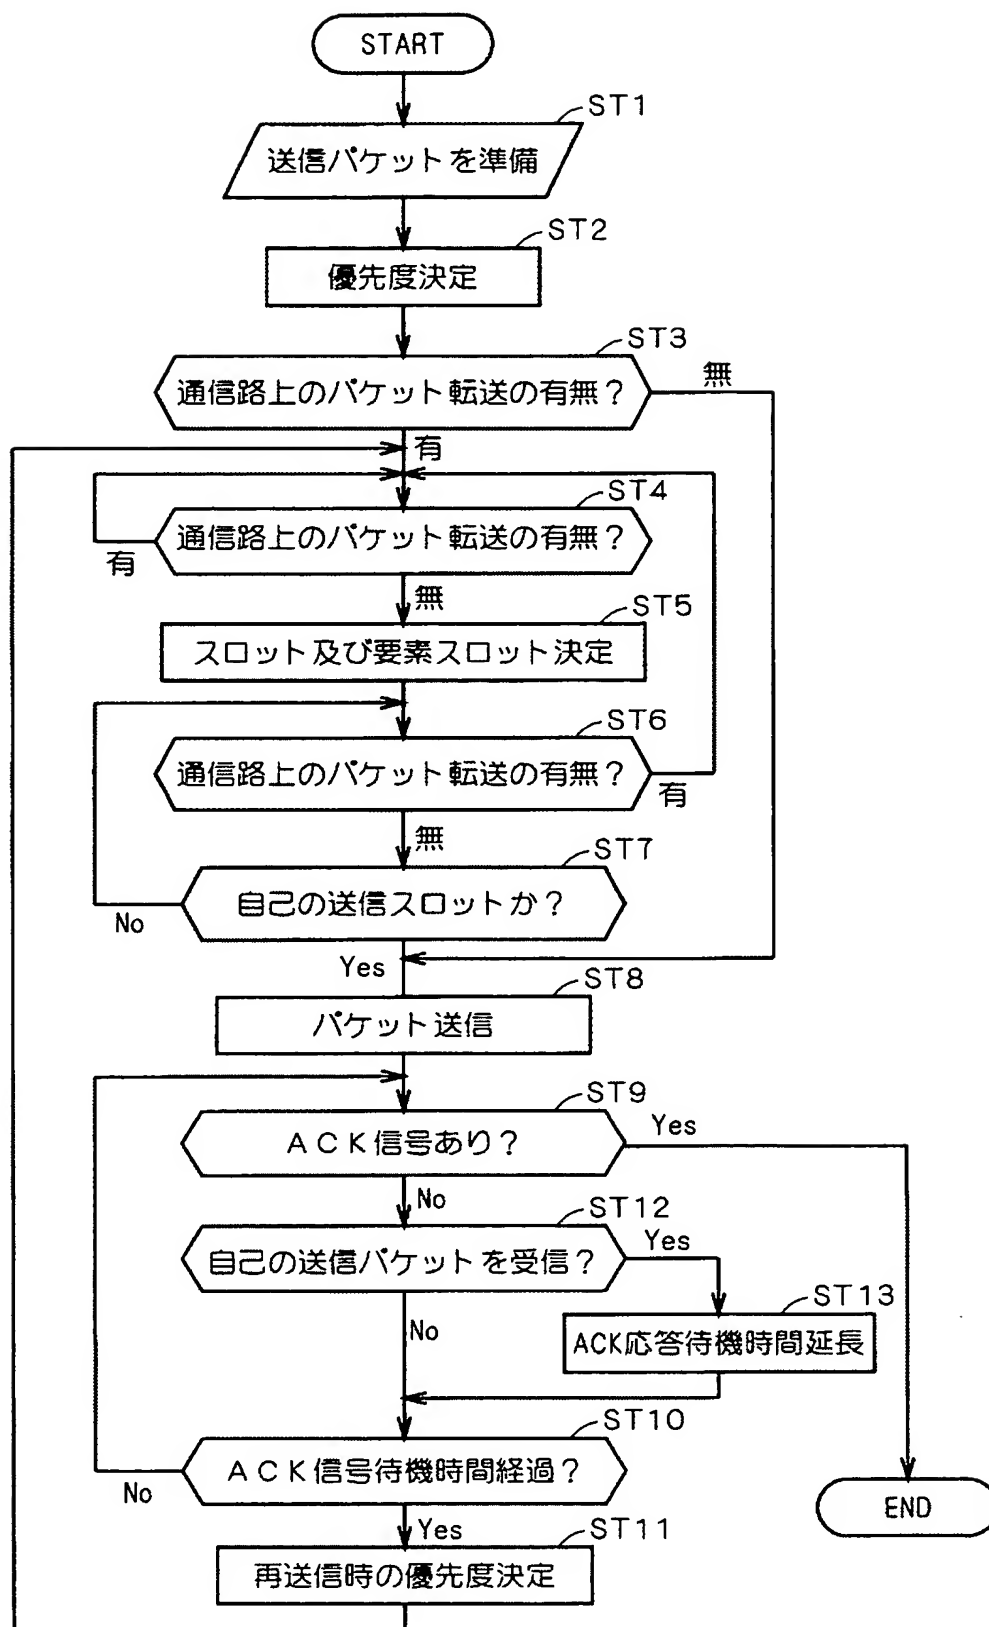 START
ST1
送信パケットを準備
ST2
優先度決定
ST3
通信路上のパケット転送の有無？
無
有
ST4
通信路上のパケット転送の有無？
有
無
ST5
スロット及び要素スロット決定
ST6
通信路上のパケット転送の有無？
有
無
ST7
自己の送信スロットか？
No
Yes
ST8
パケット送信
ST9
ACK信号あり？
Yes
No
ST12
自己の送信パケットを受信？
Yes
ST13
No
ACK応答待機時間延長
ST10
ACK信号待機時間経過？
No
END
Yes
ST11
再送信時の優先度決定